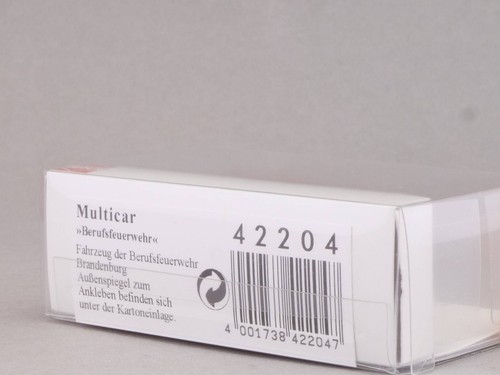 Multicar
»Berufsfeuerwehr«
Fahrzeug der Berufsfeuerwehr
Brandenburg
Außenspiegel zum
Ankleben befinden sich
unter der Kartoneinlage.
42204
4 001738 422047